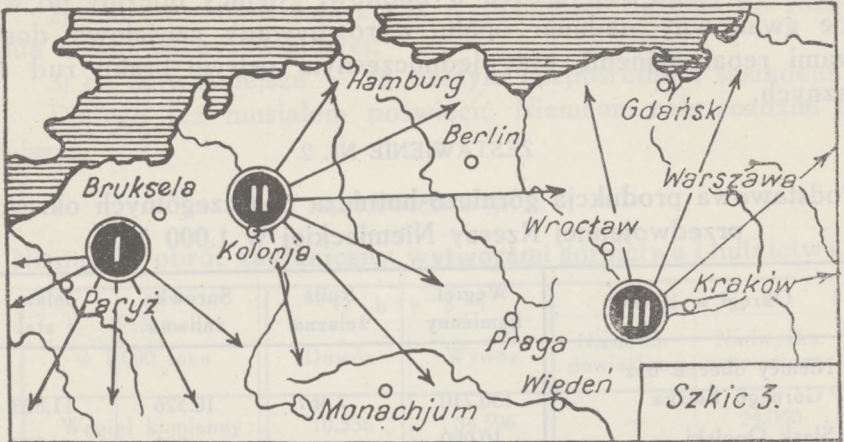 Hamburg
Gdańsk
Berlin
Bruksela
II
Warszawa
Wrocław
I
Kolonja
Kraków
Paryż
III
Praga
Wiedeń
Szkic 3.
Monachjum